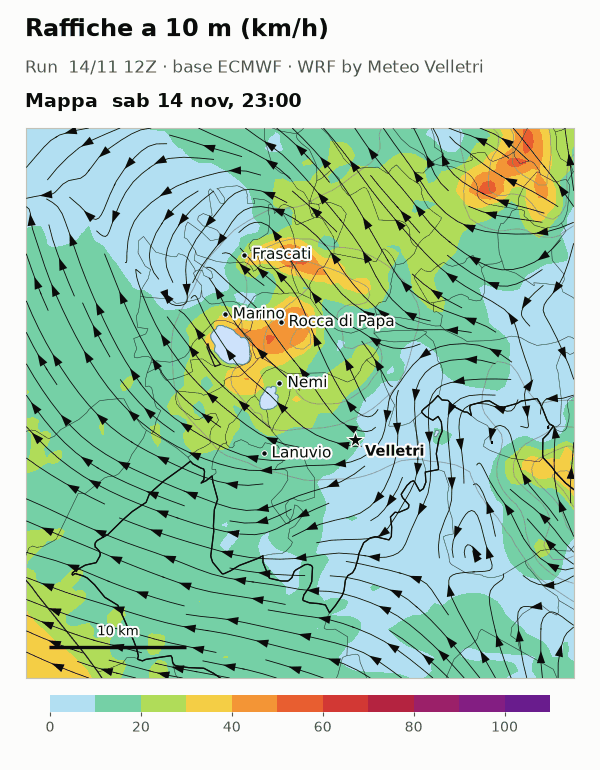 Raffiche a 10 m (km/h)
Run  14/11 12Z · base ECMWF · WRF by Meteo Velletri
Mappa  sab 14 nov, 23:00
Frascati
Marino
Rocca di Papa
Nemi
Velletri
Lanuvio
10 km
0 20 40 60 80 100